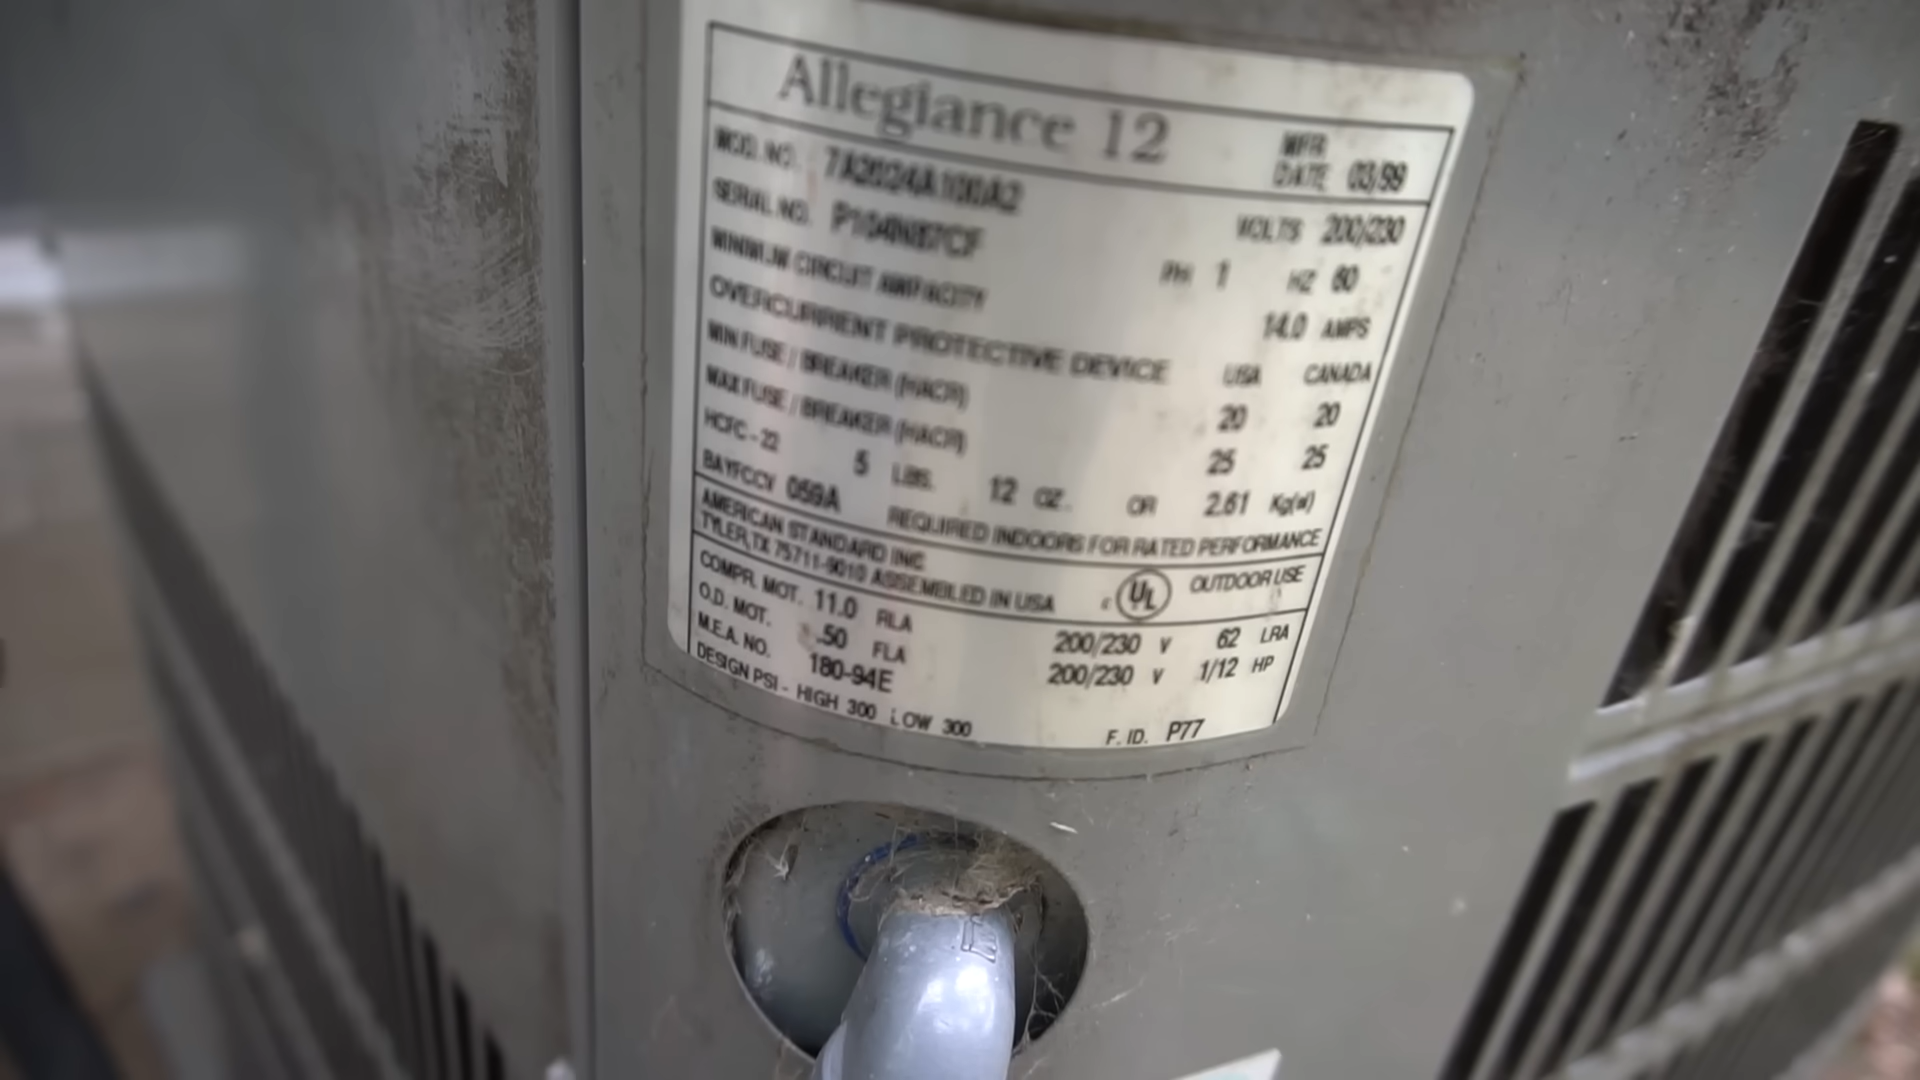 Allegiance 12
MFR
DATE 03/99
MOD. NO. 7A2024A100A2
VOLTS 200/230
SERIAL NO.
PH 1 HZ 60
MINIMUM CIRCUIT AMPACITY 14.0 AMPS
OVERCURRENT PROTECTIVE DEVICE USA CANADA
MIN FUSE / BREAKER (HACR) 20 20
MAX FUSE / BREAKER (HACR) 25 25
HCFC-22 5 LBS. 12 OZ. OR 2.61 Kg(s)
BAYFCCV 059A REQUIRED INDOORS FOR RATED PERFORMANCE
AMERICAN STANDARD INC
TYLER, TX 75711-9010 ASSEMBLED IN USA c UL OUTDOOR USE
COMPR. MOT. 11.0 RLA 200/230 V 62 LRA
O.D. MOT. .50 FLA 200/230 V 1/12 HP
M.E.A. NO. 180-94E
DESIGN PSI - HIGH 300 LOW 300 F. ID. P77